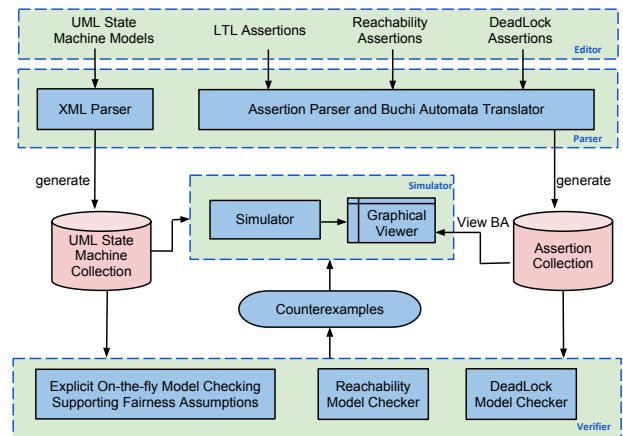 UML State
Machine Models
LTL Assertions
Reachability
Assertions
DeadLock
Assertions
Editor
XML Parser
Assertion Parser and Buchi Automata Translator
Parser
generate
generate
Simulator
Simulator
Graphical
Viewer
View BA
UML State
Machine
Collection
Assertion
Collection
Counterexamples
Explicit On-the-fly Model Checking
Supporting Fairness Assumptions
Reachability
Model Checker
DeadLock
Model Checker
Verifier